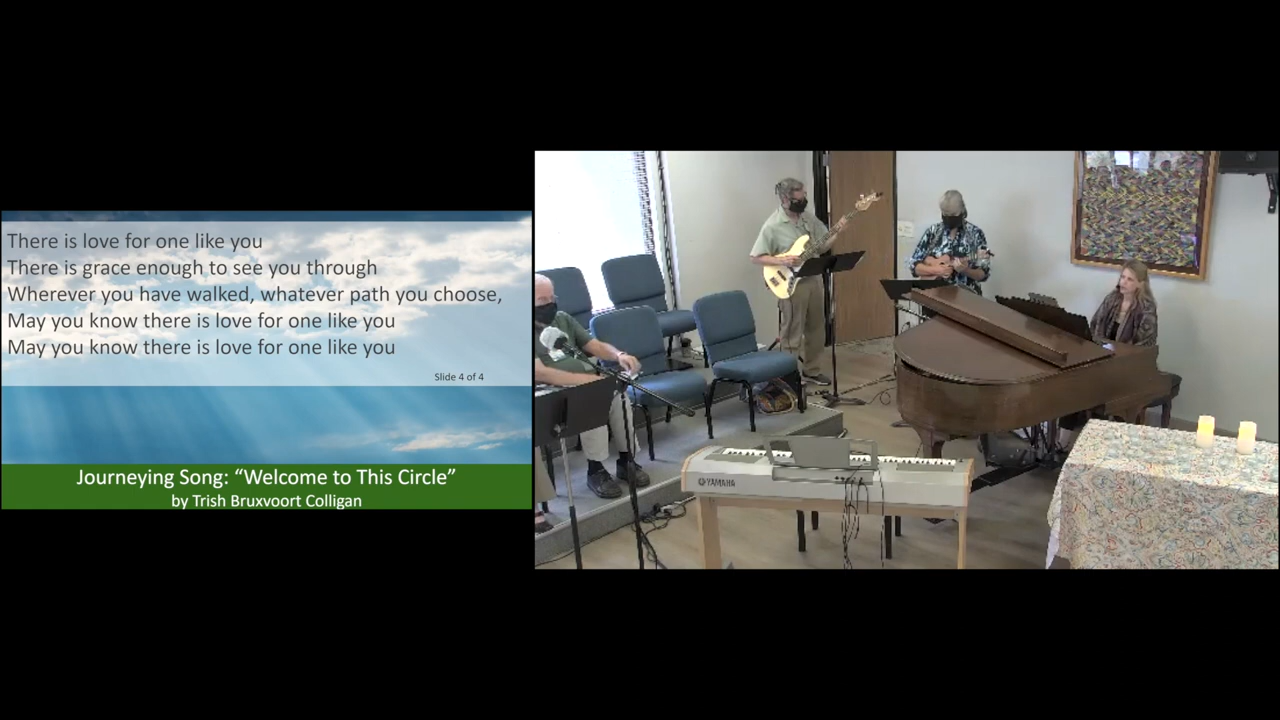 There is love for one like you
There is grace enough to see you through
Wherever you have walked, whatever path you choose,
May you know there is love for one like you
May you know there is love for one like you
Slide 4 of 4
Journeying Song: “Welcome to This Circle”
by Trish Bruxvoort Colligan
YAMAHA